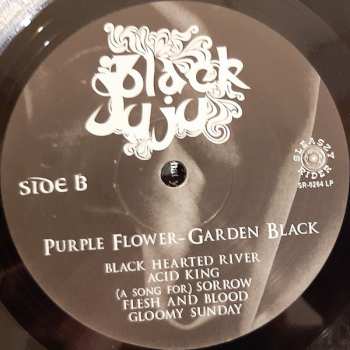 Black
Juju
SIDE B
SLEASZY
RIDER
SR-0264 LP
PURPLE FLOWER-GARDEN BLACK
BLACK HEARTED RIVER
ACID KING
(A SONG FOR) SORROW
FLESH AND BLOOD
GLOOMY SUNDAY